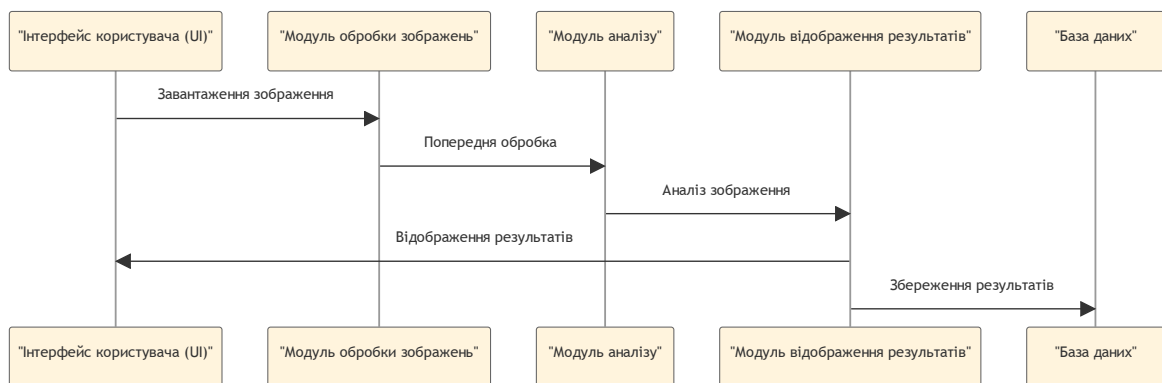 "Інтерфейс користувача (UI)"
"Модуль обробки зображень"
"Модуль аналізу"
"Модуль відображення результатів"
"База даних"
Завантаження зображення
Попередня обробка
Аналіз зображення
Відображення результатів
Збереження результатів
"Інтерфейс користувача (UI)"
"Модуль обробки зображень"
"Модуль аналізу"
"Модуль відображення результатів"
"База даних"